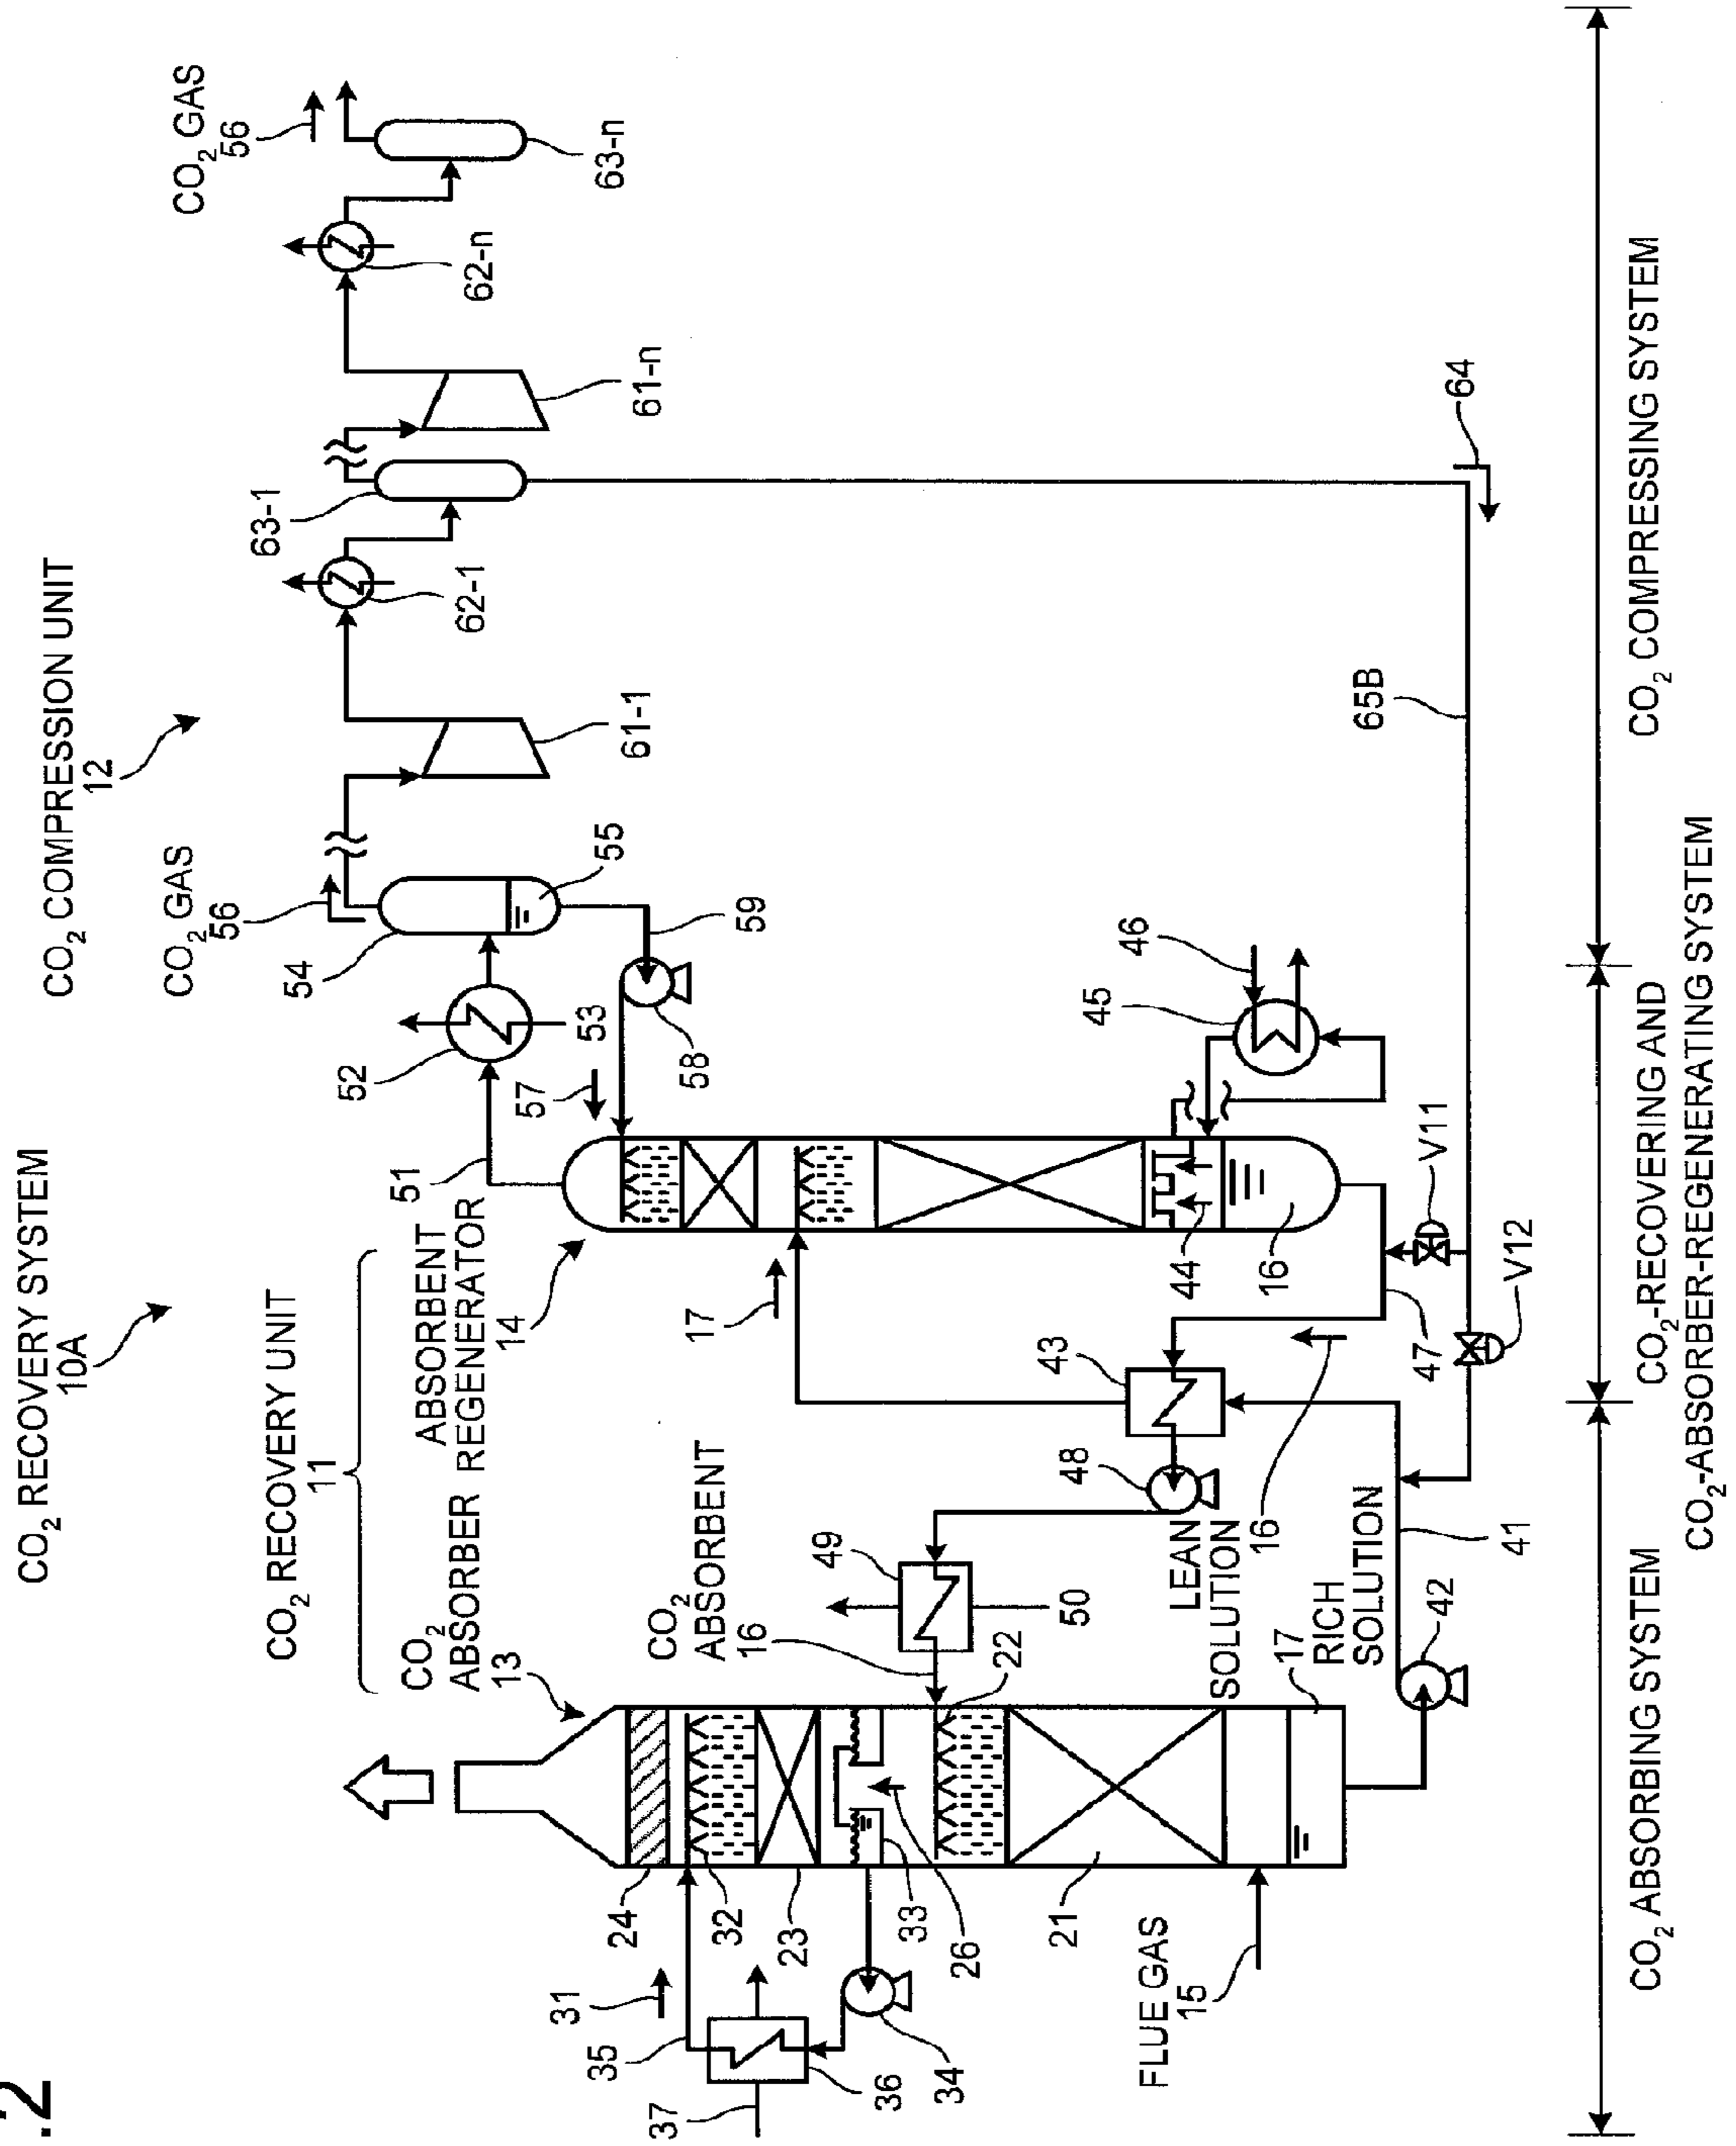 .2
CO2 RECOVERY SYSTEM
10A
CO2 COMPRESSION UNIT
12
CO2 RECOVERY UNIT
11
CO2 GAS
56
CO2 GAS
56
CO2
ABSORBER
13
ABSORBENT
REGENERATOR
14
51
52
53
54
55
57
58
59
61-1
62-1
63-1
61-n
62-n
63-n
24
31
32
35
37
36
34
23
33
26
21
22
CO2
ABSORBENT
16
49
50
48
43
17
44
16
45
46
FLUE GAS
15
LEAN
SOLUTION
16
RICH
SOLUTION
17
42
41
47
V11
V12
65B
64
CO2 ABSORBING SYSTEM
CO2-RECOVERING AND
CO2-ABSORBER-REGENERATING SYSTEM
CO2 COMPRESSING SYSTEM